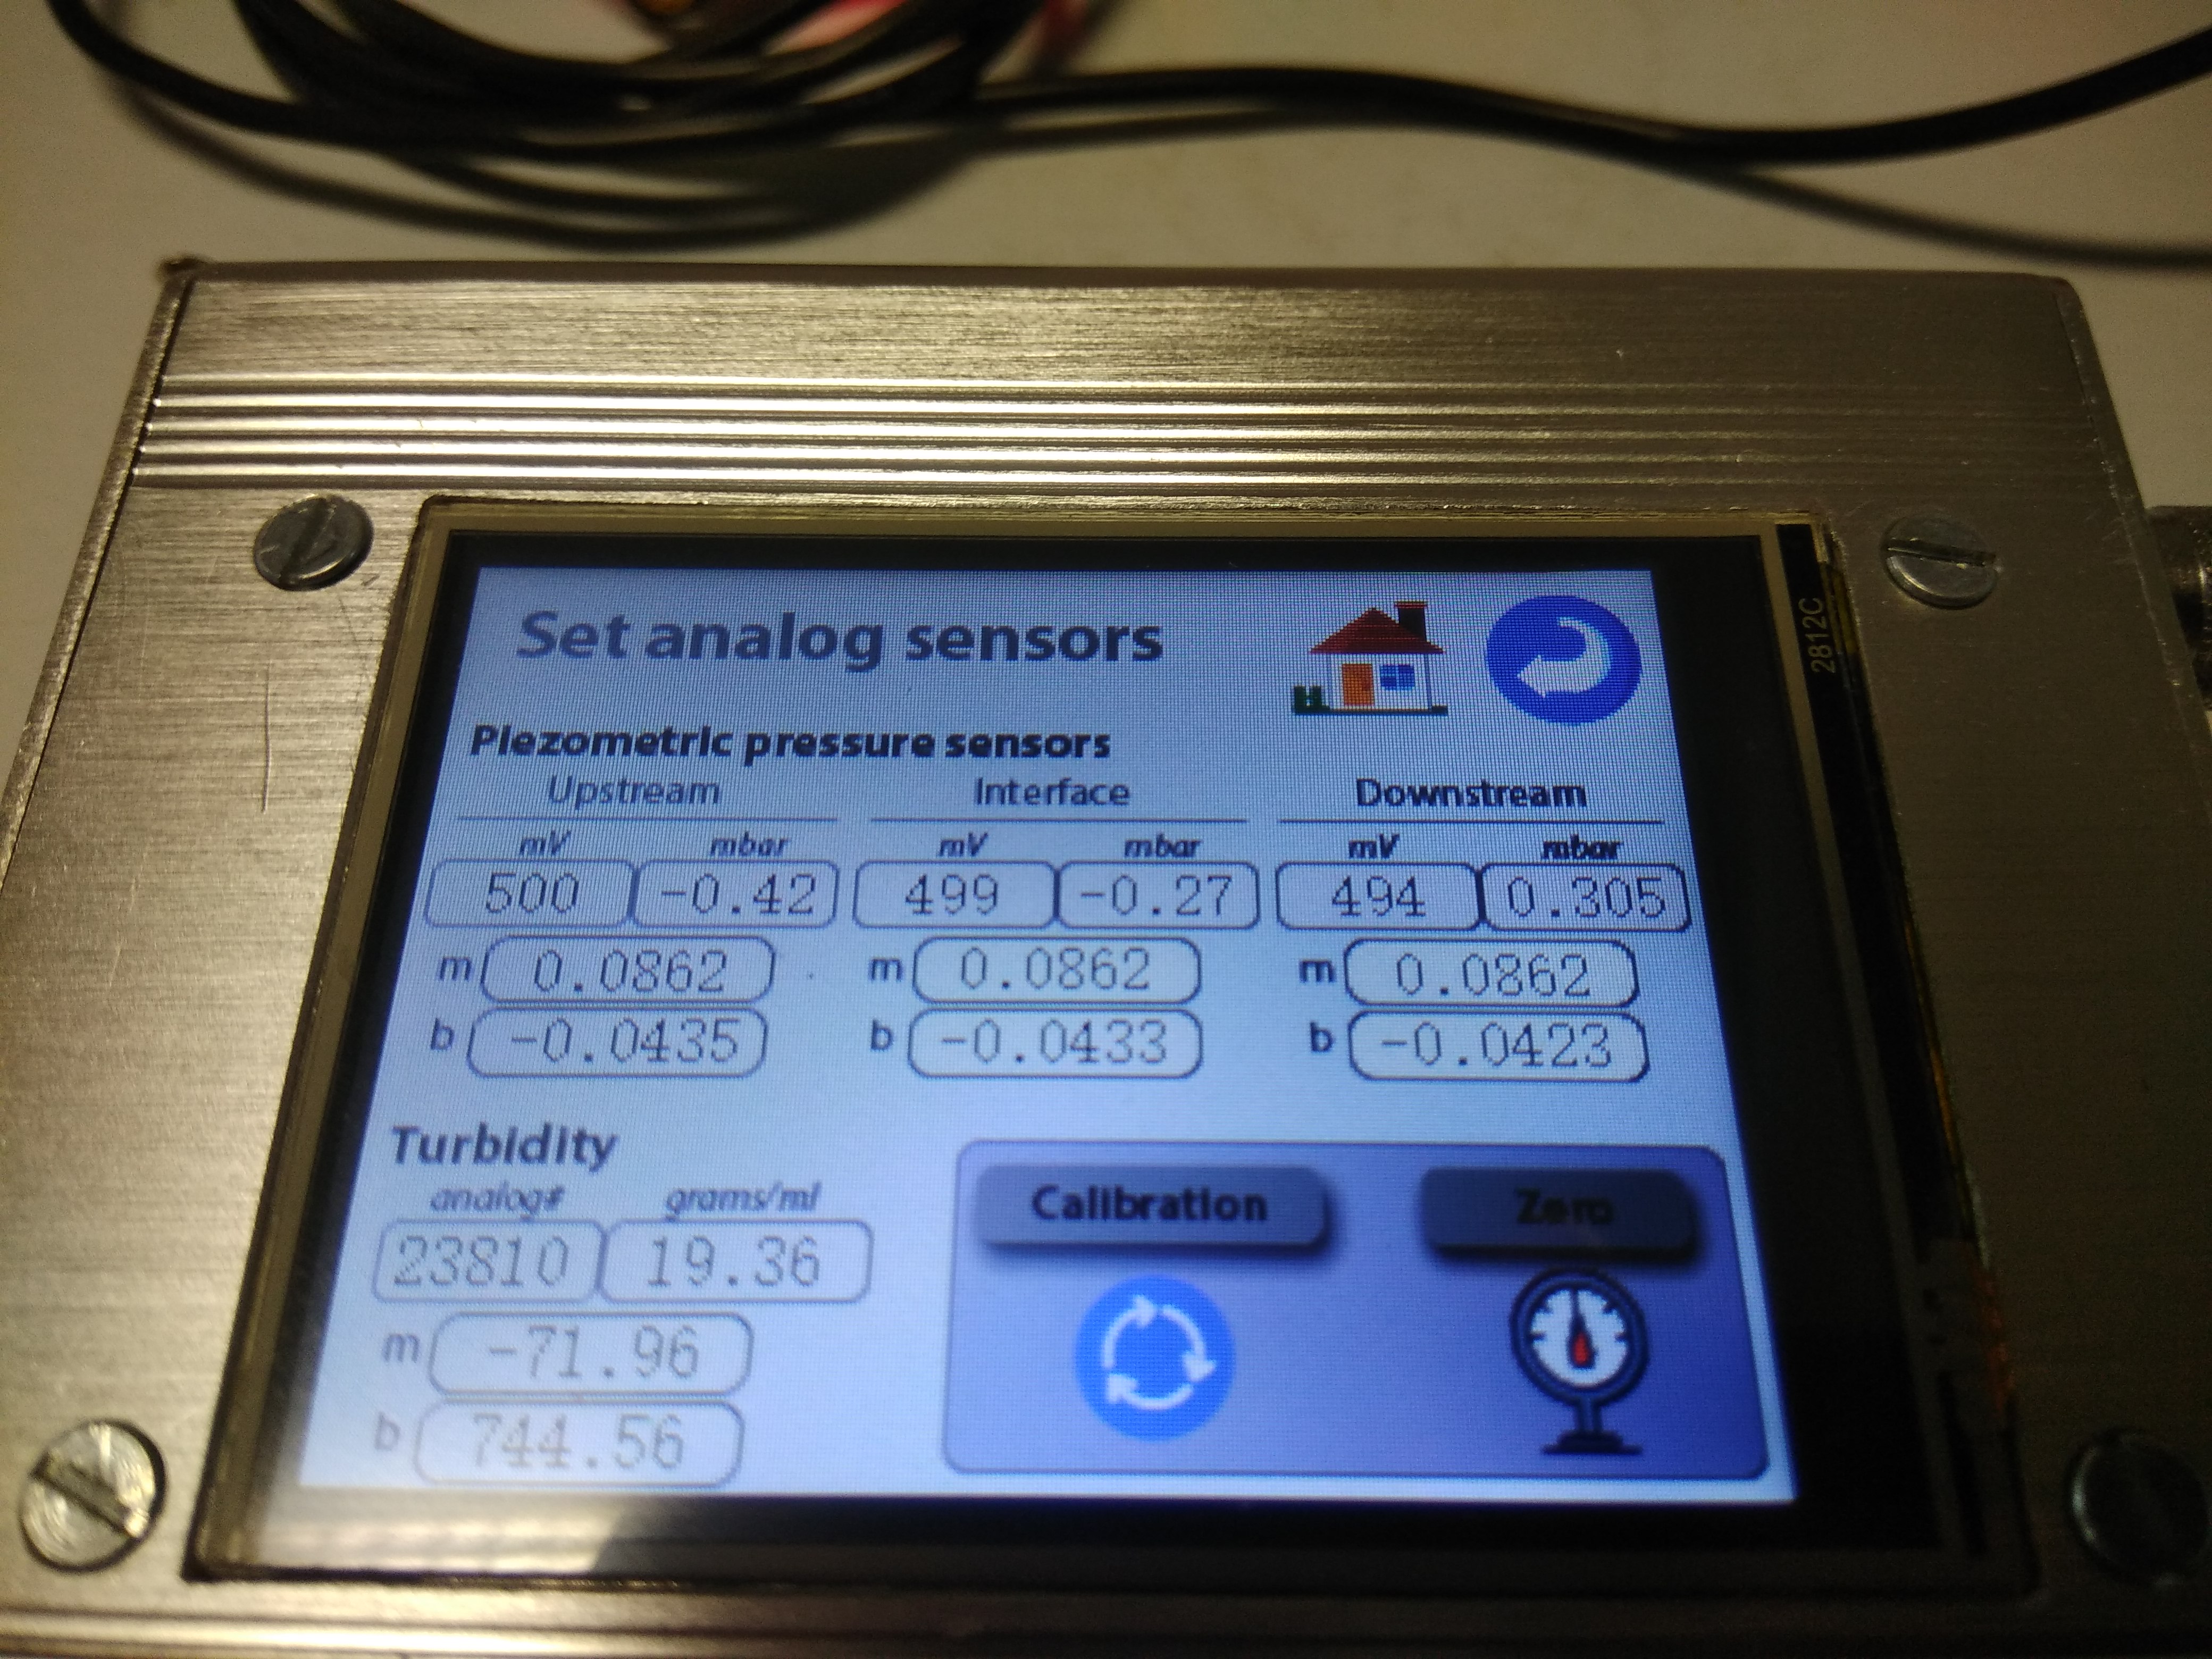 Set analog sensors
2812C
Piezometric pressure sensors
Upstream Interface Downstream
mV mbar mV mbar mV mbar
500 -0.42 499 -0.27 494 0.305
m 0.0862 m 0.0862 m 0.0862
b -0.0435 b -0.0433 b -0.0423
Turbidity
analog# grams/ml
Calibration Zero
23810 19.36
m -71.96
b 744.56